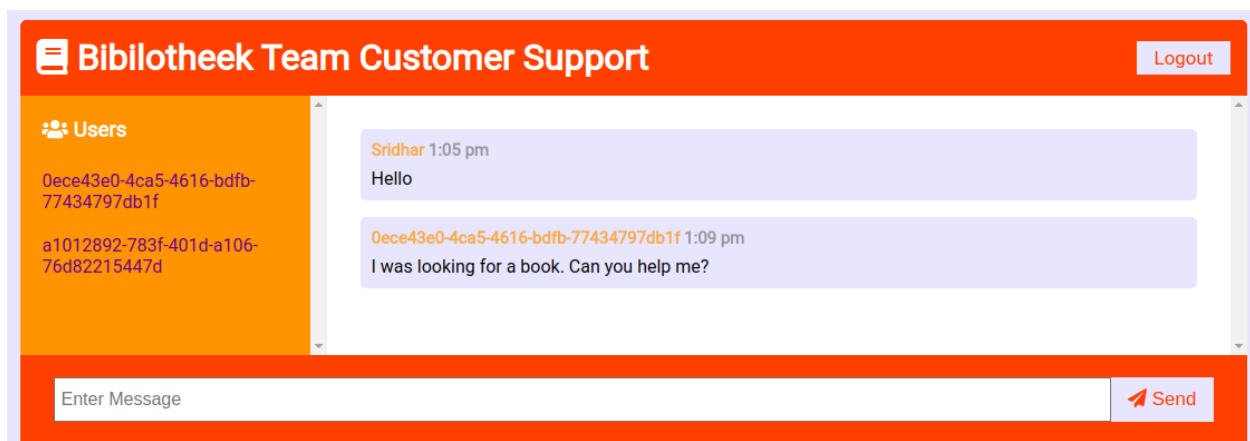 Bibilotheek Team Customer Support
Logout
Users
0ece43e0-4ca5-4616-bdfb-
77434797db1f
a1012892-783f-401d-a106-
76d82215447d
Sridhar 1:05 pm
Hello
0ece43e0-4ca5-4616-bdfb-77434797db1f 1:09 pm
I was looking for a book. Can you help me?
Enter Message
Send